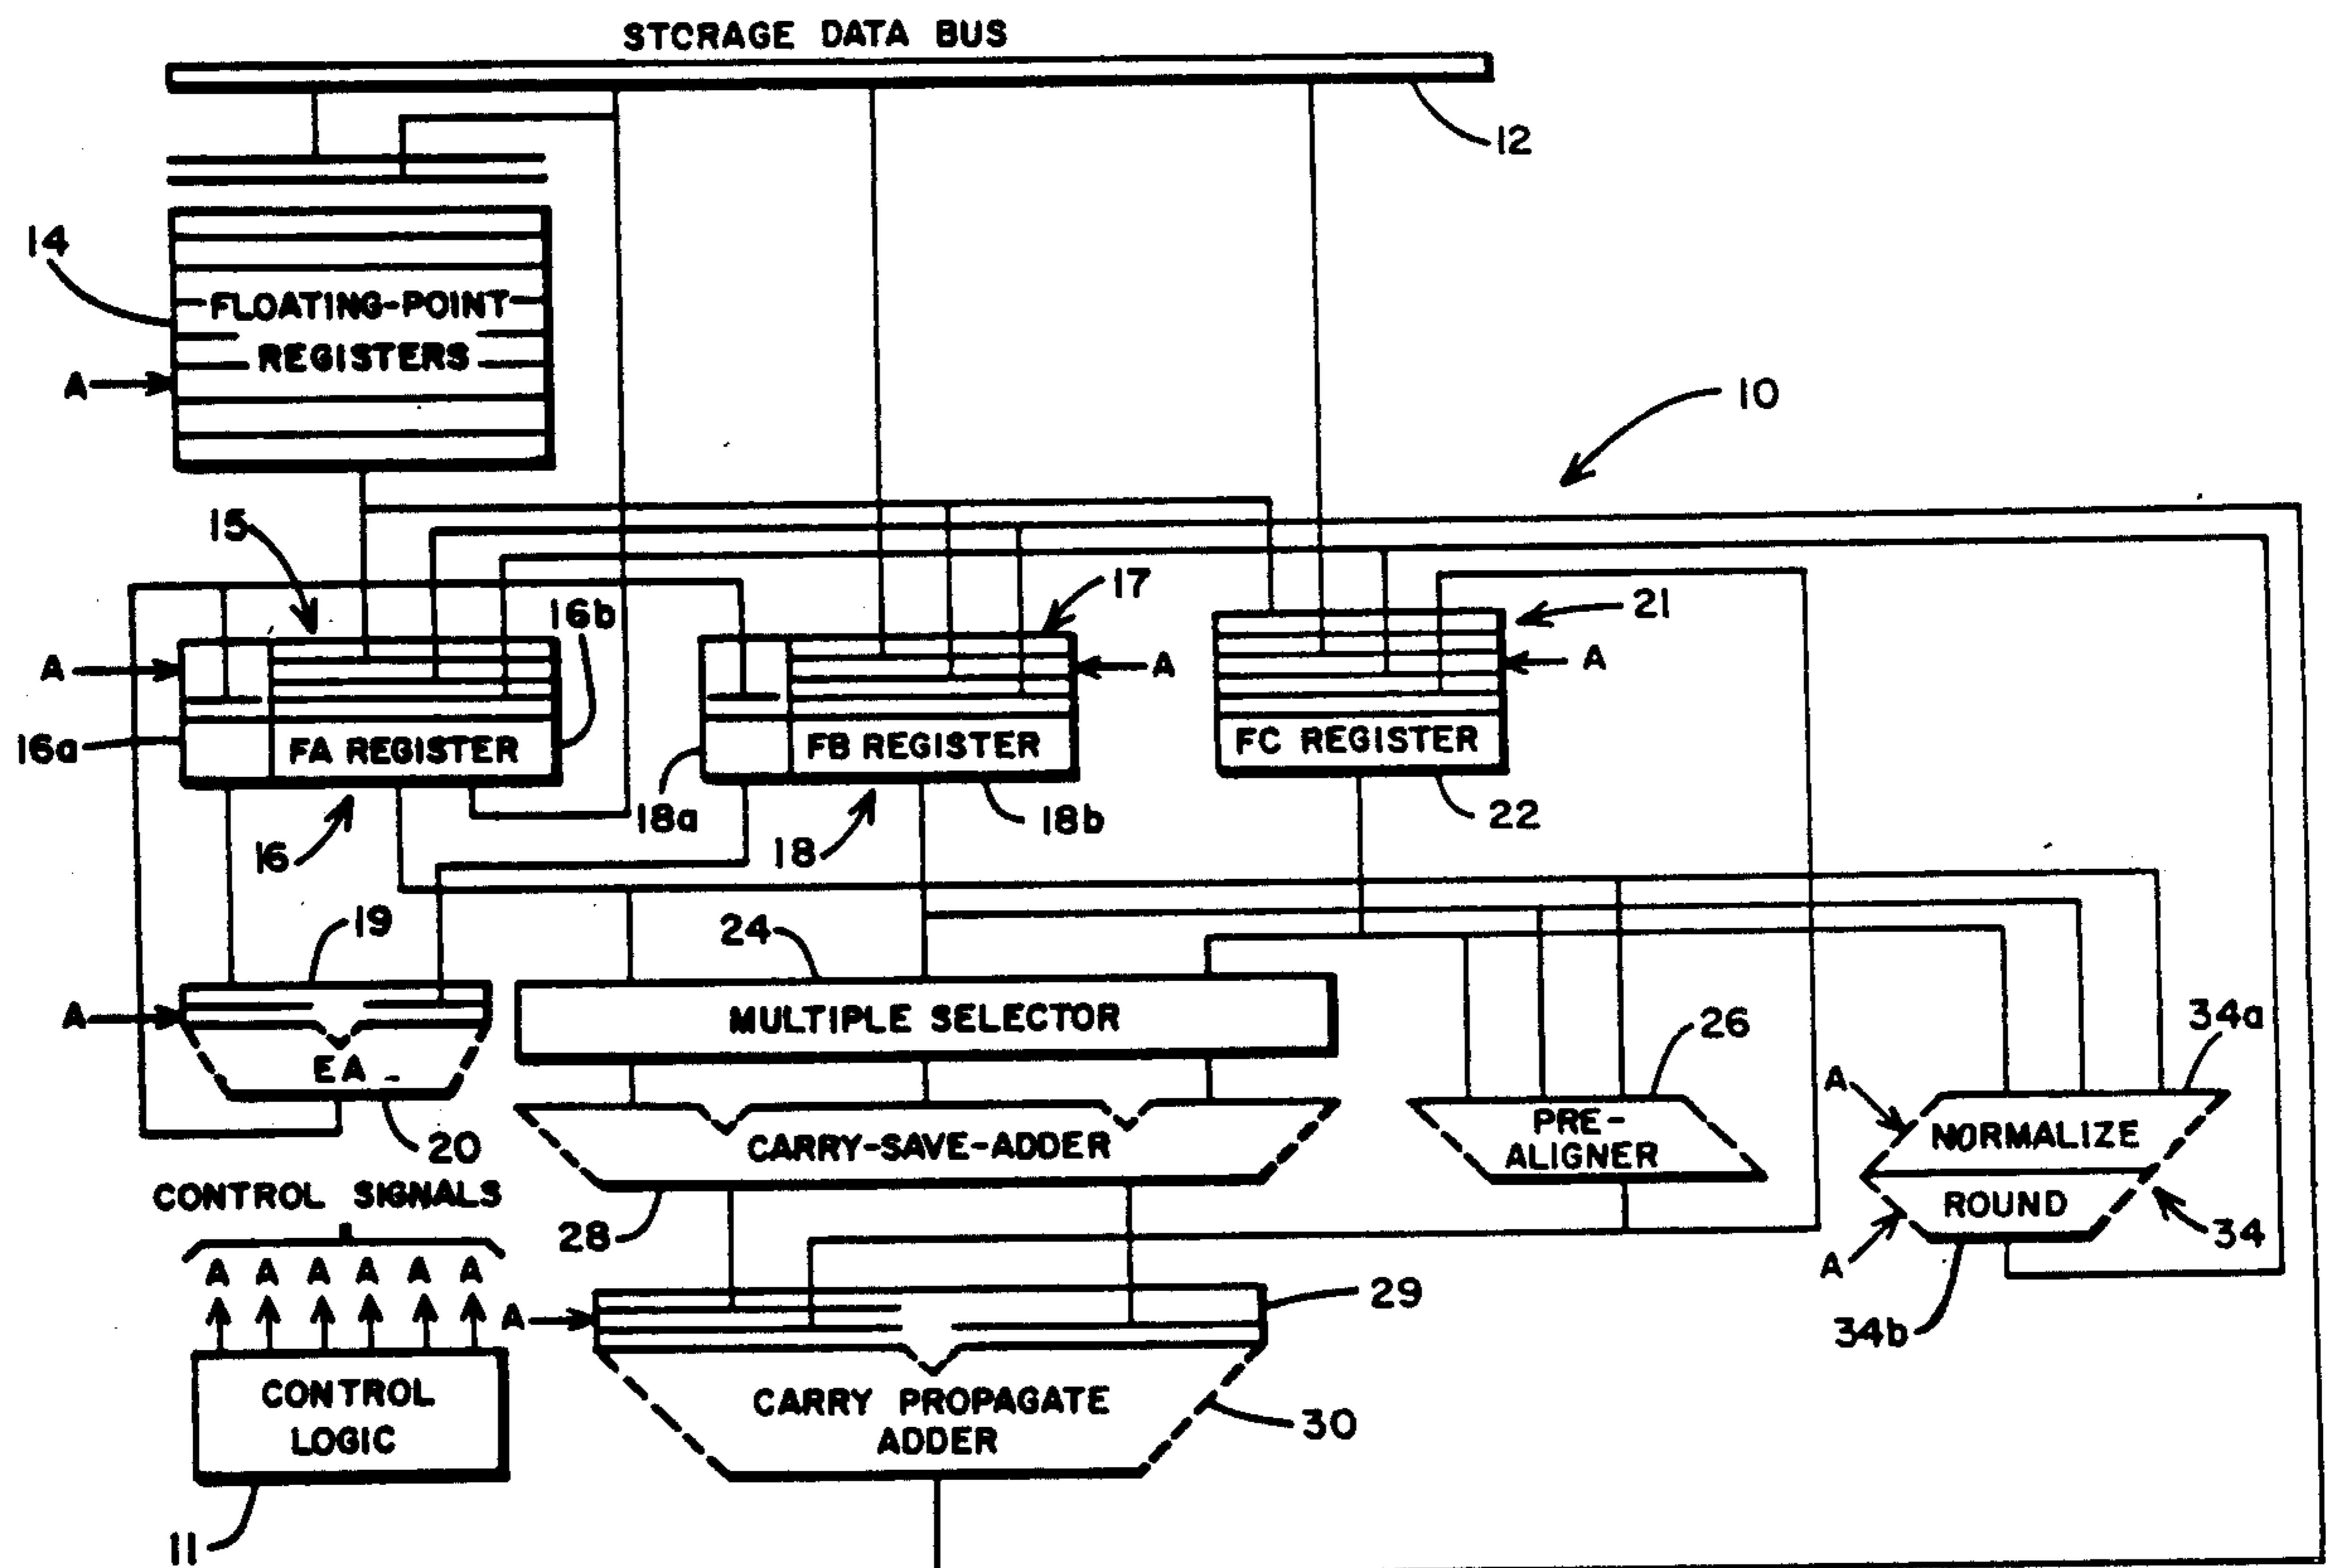 STORAGE DATA BUS
12
14
FLOATING-POINT
REGISTERS
A
10
15
16b
17
21
A
A
A
16a
FA REGISTER
FB REGISTER
FC REGISTER
18a
18b
22
16
18
19
24
A
MULTIPLE SELECTOR
26
34a
EA
A
PRE-
ALIGNER
NORMALIZE
20
CARRY-SAVE-ADDER
CONTROL SIGNALS
ROUND
28
34
A A A A A A
A
A
29
34b
CONTROL
LOGIC
CARRY PROPAGATE
ADDER
30
11